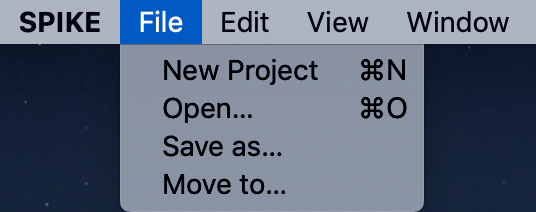 SPIKE File Edit View Window
New Project ⌘N
Open... ⌘O
Save as...
Move to...